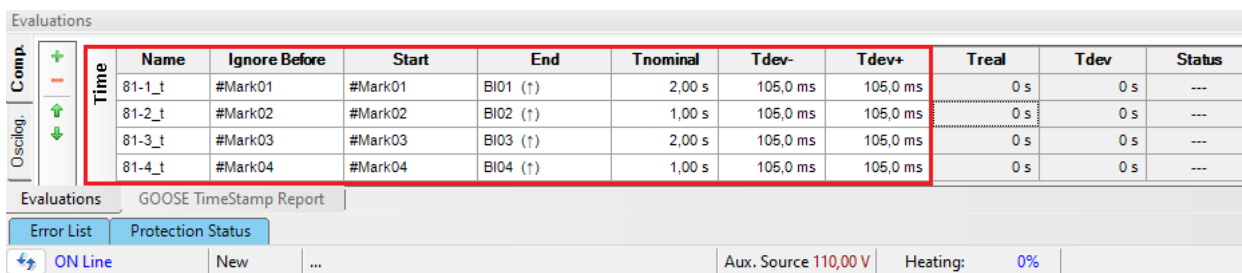 Evaluations
Comp.
Oscilog.
Time
Name Ignore Before Start End Tnominal Tdev- Tdev+ Treal Tdev Status
81-1_t #Mark01 #Mark01 BI01 (↑) 2,00 s 105,0 ms 105,0 ms 0 s 0 s ---
81-2_t #Mark02 #Mark02 BI02 (↑) 1,00 s 105,0 ms 105,0 ms 0 s 0 s ---
81-3_t #Mark03 #Mark03 BI03 (↑) 2,00 s 105,0 ms 105,0 ms 0 s 0 s ---
81-4_t #Mark04 #Mark04 BI04 (↑) 1,00 s 105,0 ms 105,0 ms 0 s 0 s ---
Evaluations GOOSE TimeStamp Report
Error List Protection Status
ON Line New ... Aux. Source 110,00 V Heating: 0%